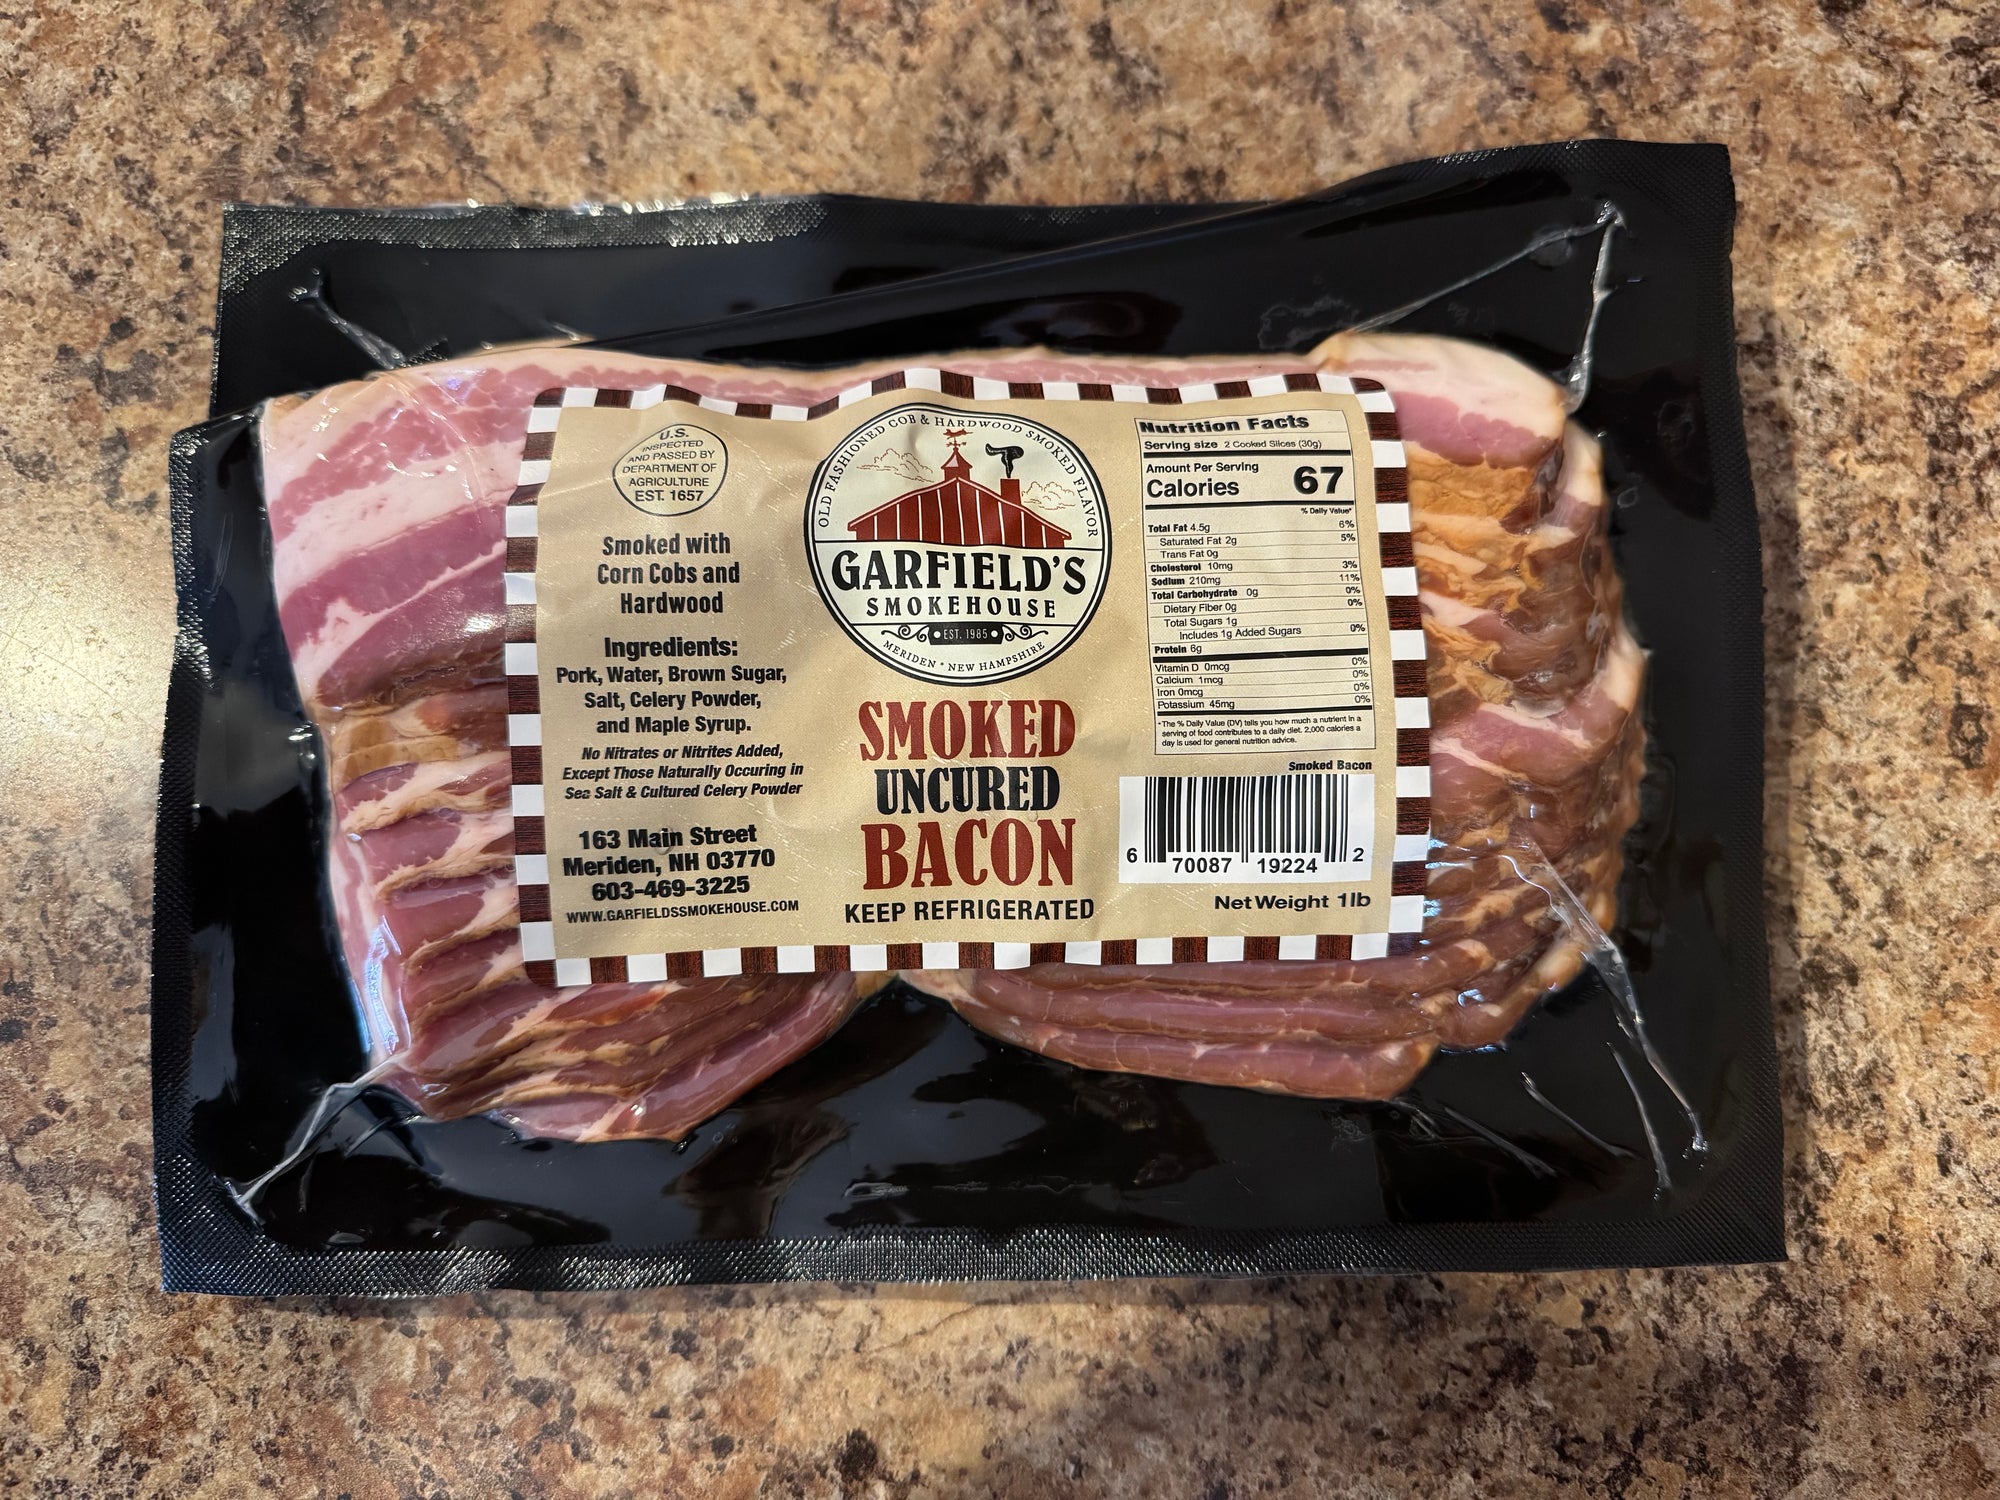 U.S.
INSPECTED
AND PASSED BY
DEPARTMENT OF
AGRICULTURE
EST. 1657
Smoked with
Corn Cobs and
Hardwood
Ingredients:
Pork, Water, Brown Sugar,
Salt, Celery Powder,
and Maple Syrup.
No Nitrates or Nitrites Added,
Except Those Naturally Occuring in
Sea Salt & Cultured Celery Powder
163 Main Street
Meriden, NH 03770
603-469-3225
WWW.GARFIELDSSMOKEHOUSE.COM
OLD FASHIONED COB & HARDWOOD SMOKED FLAVOR
GARFIELD'S
SMOKEHOUSE
EST. 1985
MERIDEN * NEW HAMPSHIRE
SMOKED
UNCURED
BACON
KEEP REFRIGERATED
Nutrition Facts
Serving size 2 Cooked Slices (30g)
Amount Per Serving
Calories 67
% Daily Value*
Total Fat 4.5g 6%
Saturated Fat 2g 5%
Trans Fat 0g
Cholesterol 10mg 3%
Sodium 210mg 11%
Total Carbohydrate 0g 0%
Dietary Fiber 0g 0%
Total Sugars 1g
Includes 1g Added Sugars 0%
Protein 6g
Vitamin D 0mcg 0%
Calcium 1mcg 0%
Iron 0mcg 0%
Potassium 45mg 0%
*The % Daily Value (DV) tells you how much a nutrient in a
serving of food contributes to a daily diet. 2,000 calories a
day is used for general nutrition advice.
Smoked Bacon
6 70087 19224 2
Net Weight 1lb